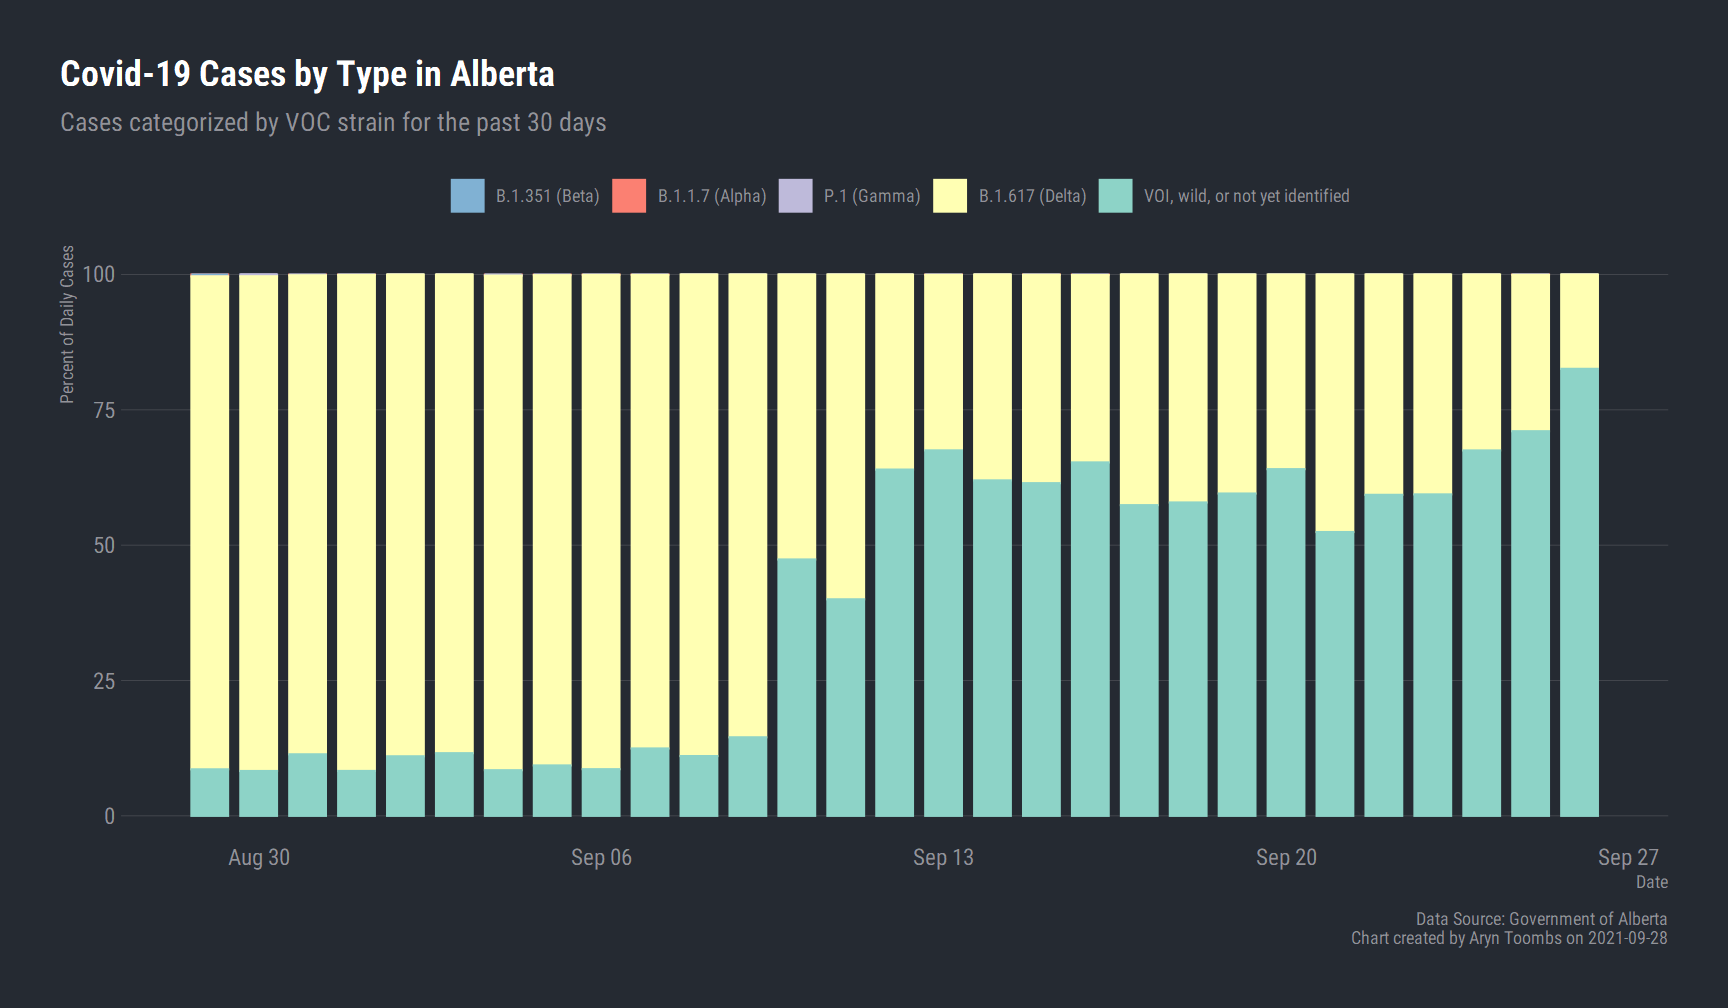 Covid-19 Cases by Type in Alberta
Cases categorized by VOC strain for the past 30 days
B.1.351 (Beta) B.1.1.7 (Alpha) P.1 (Gamma) B.1.617 (Delta) VOI, wild, or not yet identified
Percent of Daily Cases
100
75
50
25
0
Aug 30 Sep 06 Sep 13 Sep 20 Sep 27
Date
Data Source: Government of Alberta
Chart created by Aryn Toombs on 2021-09-28